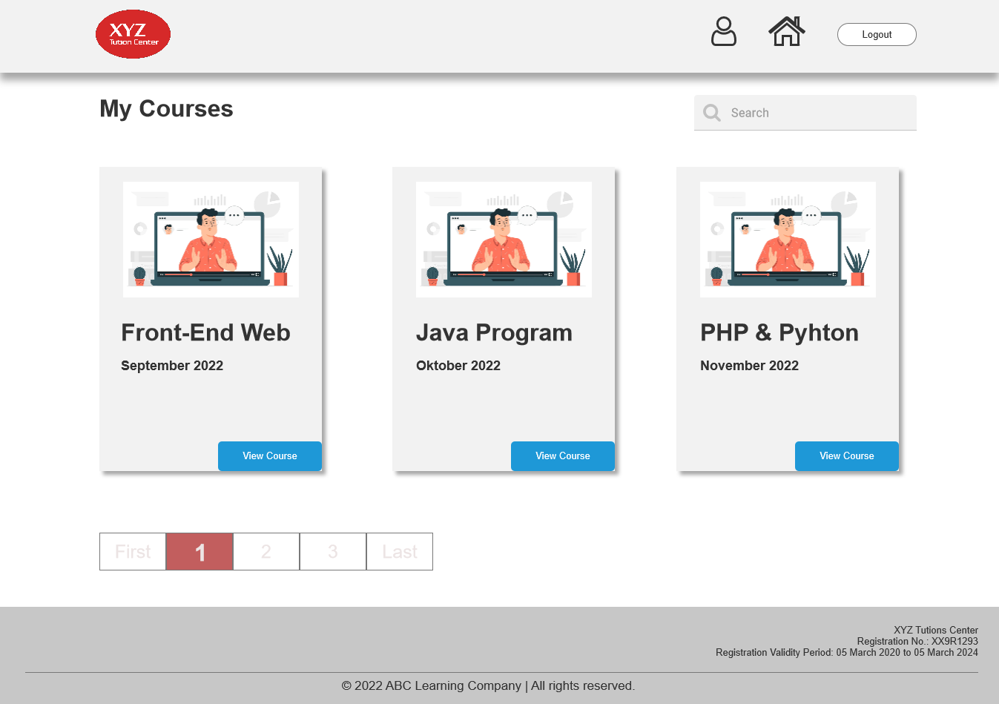 XYZ
Tution Center
Logout
My Courses
Search
Front-End Web
September 2022
View Course
Java Program
Oktober 2022
View Course
PHP & Pyhton
November 2022
View Course
First 1 2 3 Last
XYZ Tutions Center
Registration No.: XX9R1293
Registration Validity Period: 05 March 2020 to 05 March 2024
© 2022 ABC Learning Company | All rights reserved.